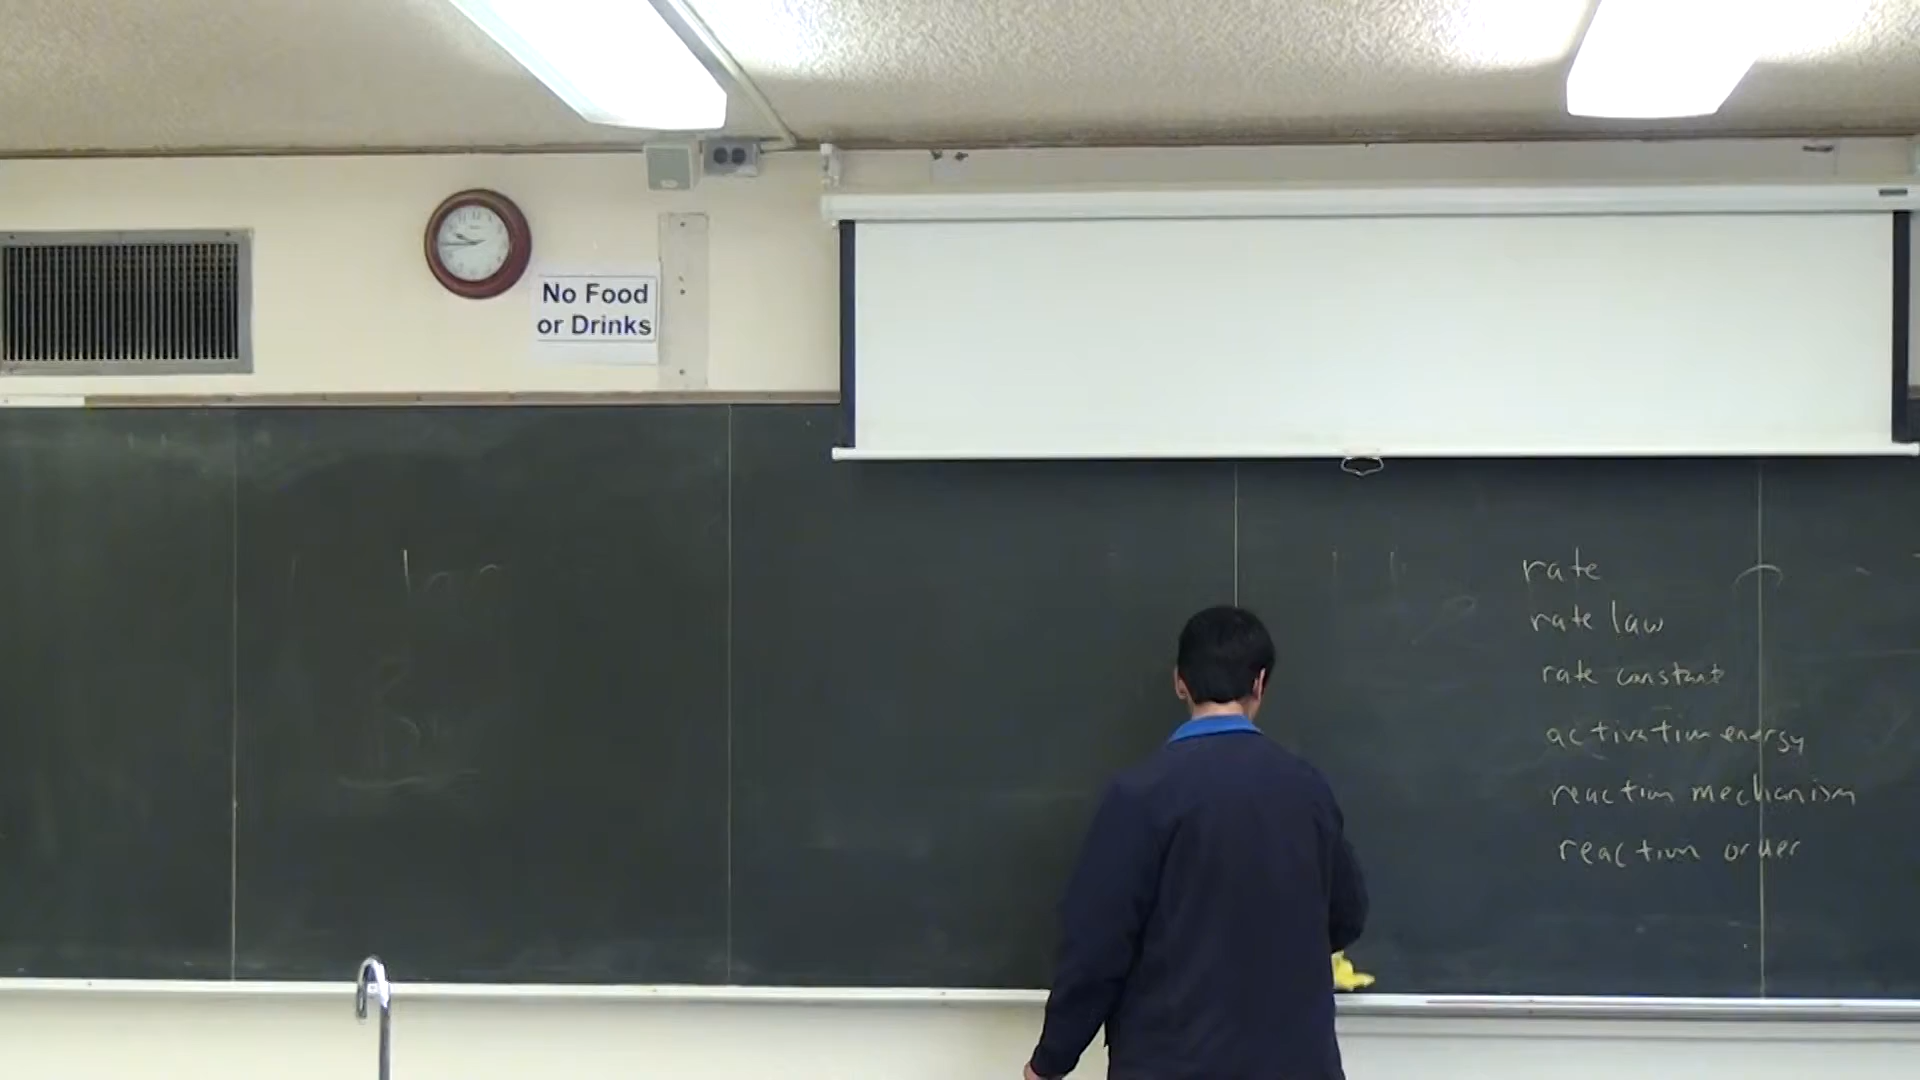 No Food
or Drinks
rate
rate law
rate constant
activation energy
reaction mechanism
reaction order